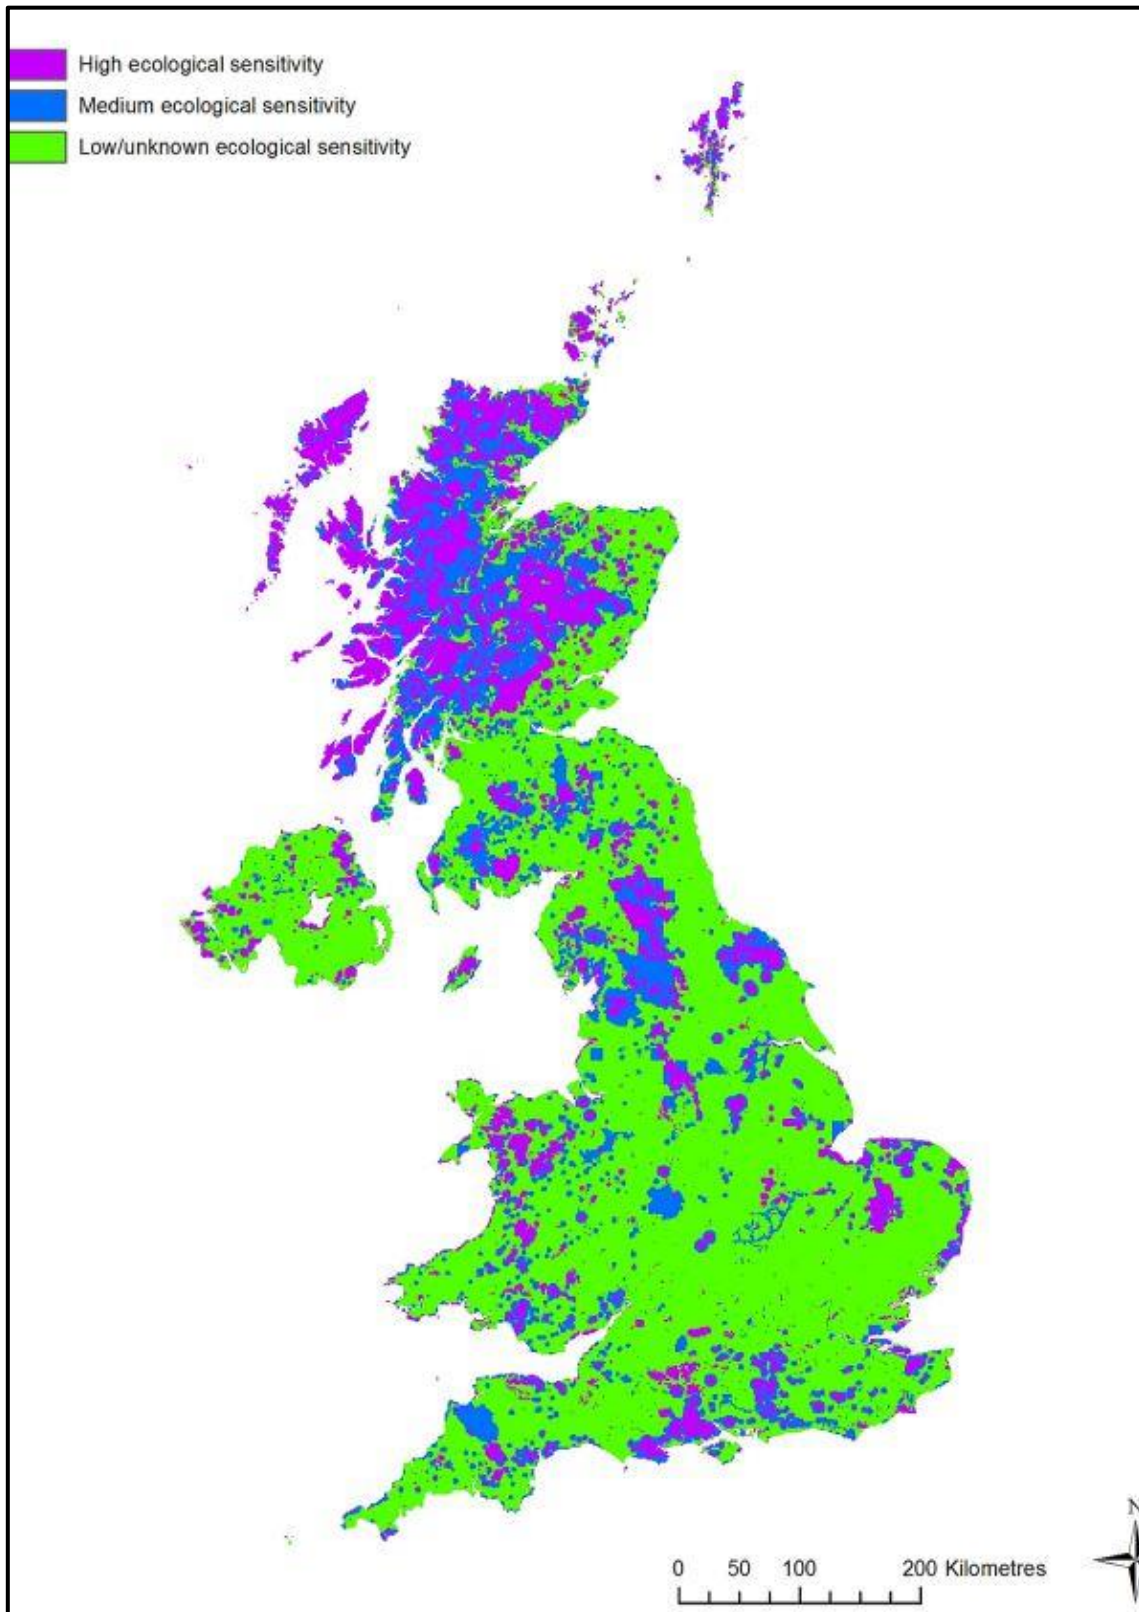 High ecological sensitivity
Medium ecological sensitivity
Low/unknown ecological sensitivity
N
0 50 100 200 Kilometres